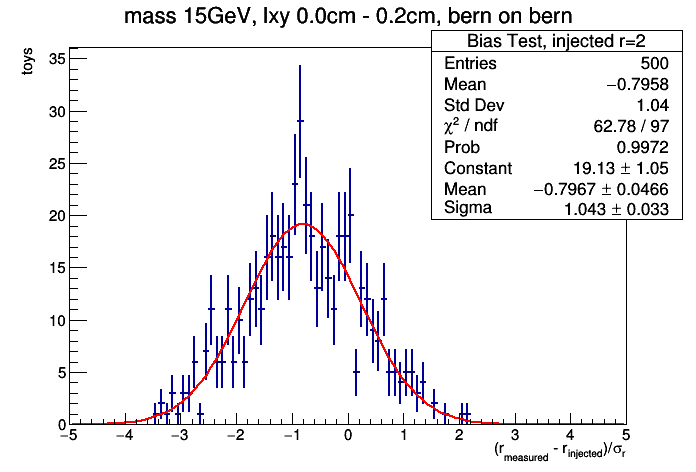 mass 15GeV, lxy 0.0cm - 0.2cm, bern on bern
Bias Test, injected r=2
Entries 500
Mean −0.7958
Std Dev 1.04
χ² / ndf 62.78 / 97
Prob 0.9972
Constant 19.13 ± 1.05
Mean −0.7967 ± 0.0466
Sigma 1.043 ± 0.033
toys
35
30
25
20
15
10
5
0
−5 −4 −3 −2 −1 0 1 2 3 4 5
(r_measured - r_injected)/σ_r